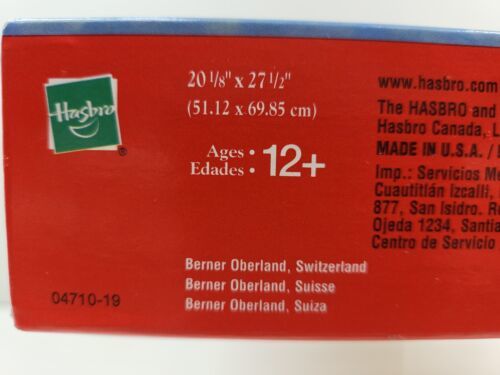 Hasbro
®
20 1/8" x 27 1/2"
(51.12 x 69.85 cm)
Ages •
Edades • 12+
Berner Oberland, Switzerland
Berner Oberland, Suisse
Berner Oberland, Suiza
04710-19
www.hasbro.com
The HASBRO and
Hasbro Canada, L
MADE IN U.S.A. /
Imp.: Servicios Me
Cuautitlán Izcalli,
877, San Isidro. R
Ojeda 1234, Santia
Centro de Servicio